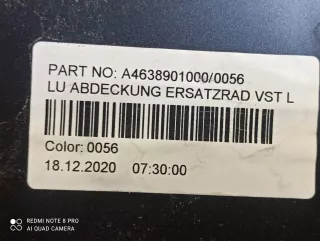 PART NO: A4638901000/0056
LU ABDECKUNG ERSATZRAD VST L
Color: 0056
18.12.2020 07:30:00
REDMI NOTE 8 PRO
AI QUAD CAMERA